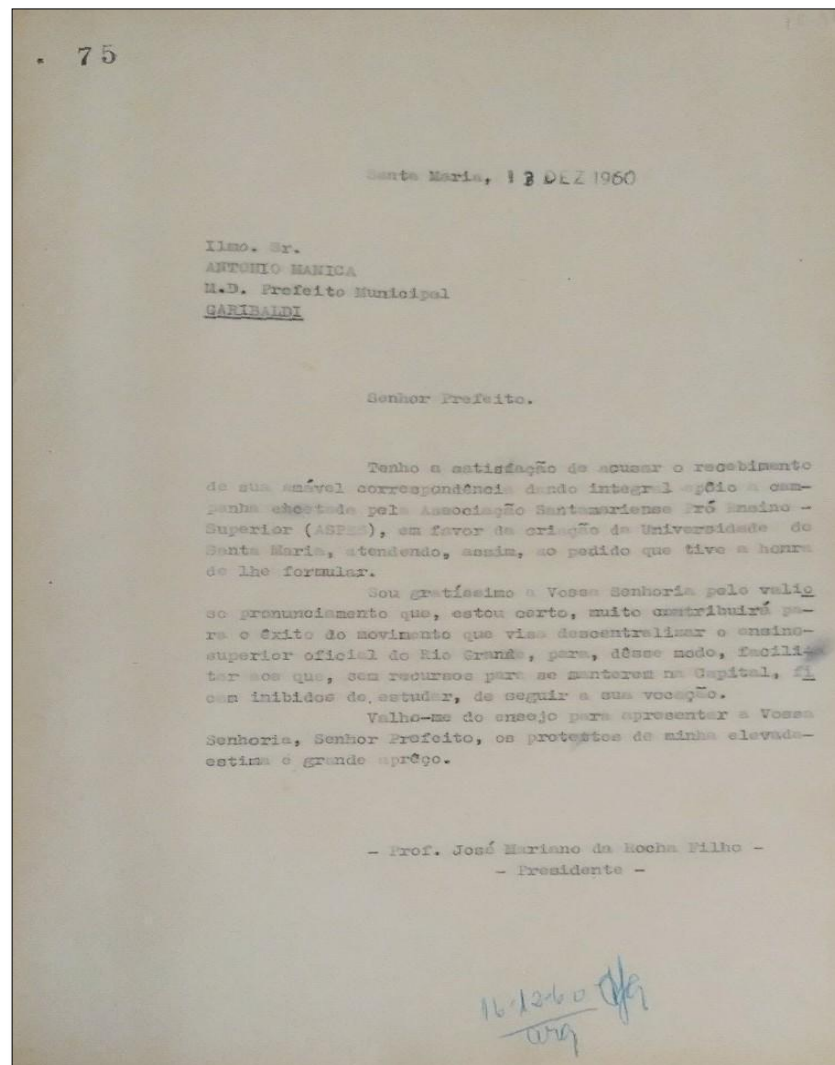 . 75
Santa Maria, 13 DEZ 1960
Ilmo. Sr.
ANTONIO MANICA
M.D. Prefeito Municipal
GARIBALDI
Senhor Prefeito.
Tenho a satisfação de acusar o recebimento
de sua amável correspondência dando integral apôio a cam-
panha encetada pela Associação Santamariense Pró Ensino -
Superior (ASPES), em favor da criação da Universidade de
Santa Maria, atendendo, assim, ao pedido que tive a honra
de lhe formular.
Sou gratíssimo a Vossa Senhoria pelo valio
so pronunciamento que, estou certo, muito contribuirá pa-
ra o êxito do movimento que visa descentralizar o ensino-
superior oficial do Rio Grande, para, dêsse modo, facili-
tar aos que, sem recursos para se manterem na Capital, fi
cam inibidos de estudar, de seguir a sua vocação.
Valho-me do ensejo para apresentar a Vossa
Senhoria, Senhor Prefeito, os protestos de minha elevada-
estima e grande aprêço.
- Prof. José Mariano da Rocha Filho -
- Presidente -
16-12-60
arq